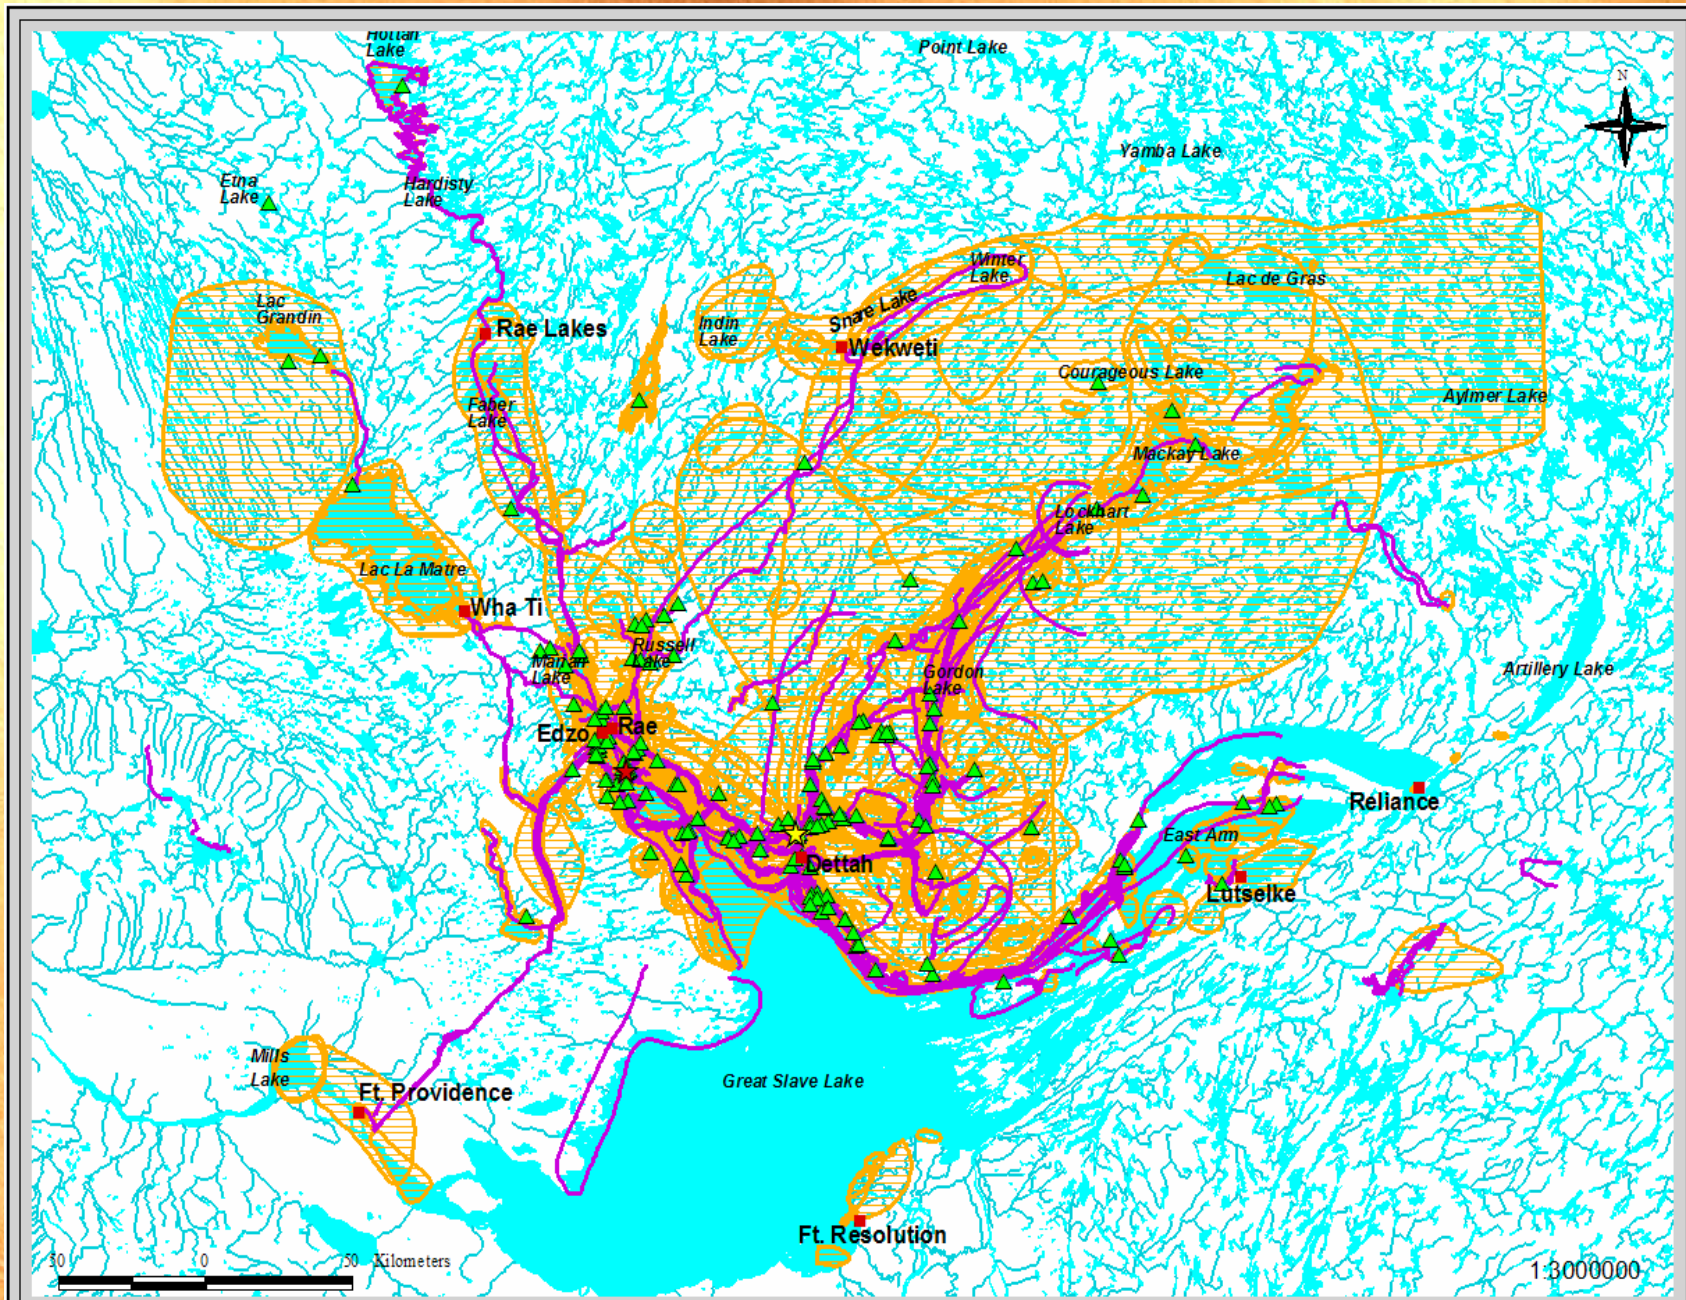 Hottah
Lake
Point Lake
N
Yamba Lake
Etna
Lake
Hardisty
Lake
Winter
Lake
Lac de Gras
Lac
Grandin
Snare Lake
Indin
Lake
Rae Lakes
Wekweti
Courageous Lake
Aylmer Lake
Faber
Lake
Mackay Lake
Lockhart
Lake
Lac La Matre
Wha Ti
Russell
Lake
Marian
Lake
Gordon
Lake
Artillery Lake
Rae
Edzo
Reliance
East Arm
Dettah
Lutselke
Mills
Lake
Great Slave Lake
Ft. Providence
Ft. Resolution
50 0 50 Kilometers
1:3000000